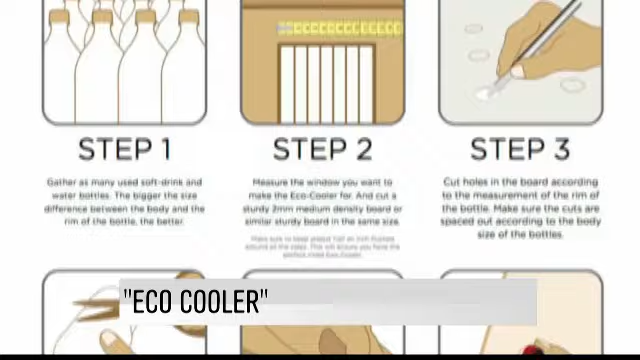 STEP 1
STEP 2
STEP 3
Gather as many used soft-drink and
water bottles. The bigger the size
difference between the body and the
rim of the bottle, the better.
Measure the window you want to
make the Eco-Cooler for. And cut a
sturdy 2mm medium density board or
similar sturdy board in the same size.
Make sure to keep
Cut holes in the board according
to the measurement of the rim of
the bottle. Make sure the cuts are
spaced out according to the body
size of the bottles.
"ECO COOLER"